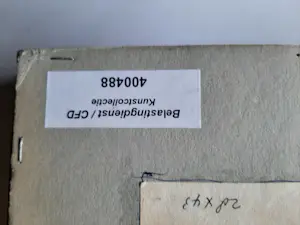 Belastingdienst / CFD
Kunstcollectie
400488
28 x 43